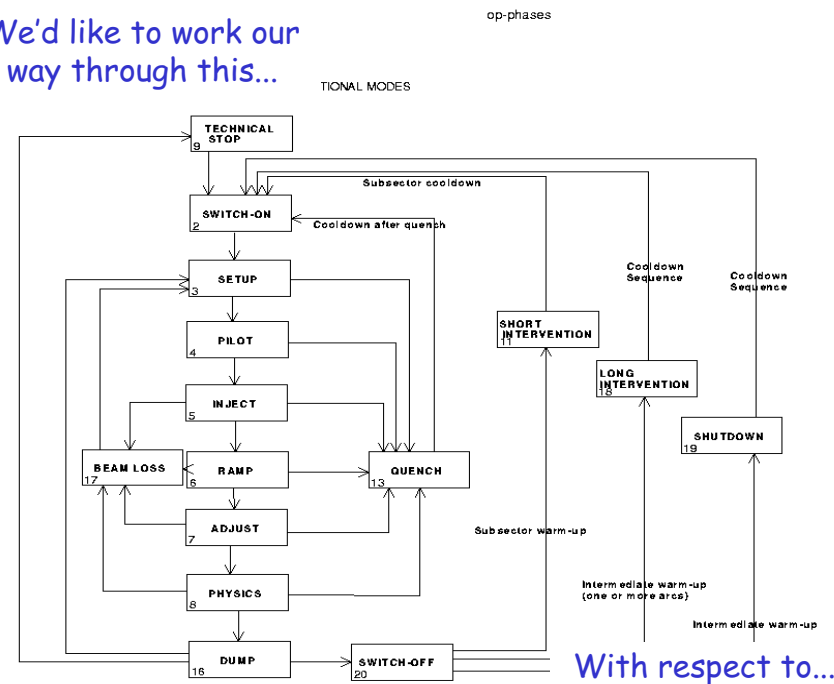 op-phases
We'd like to work our
way through this...
TIONAL MODES
TECHNICAL
STOP
9
Subsector cooldown
SWITCH-ON
2
Cooldown after quench
SETUP
3
Cooldown
Sequence
Cooldown
Sequence
PILOT
4
SHORT
INTERVENTION
11
LONG
INTERVENTION
18
INJECT
5
SHUTDOWN
19
BEAM LOSS
17
RAMP
6
QUENCH
13
ADJUST
7
Subsector warm-up
PHYSICS
8
Intermediate warm-up
(one or more arcs)
Intermediate warm-up
DUMP
16
SWITCH-OFF
20
With respect to...